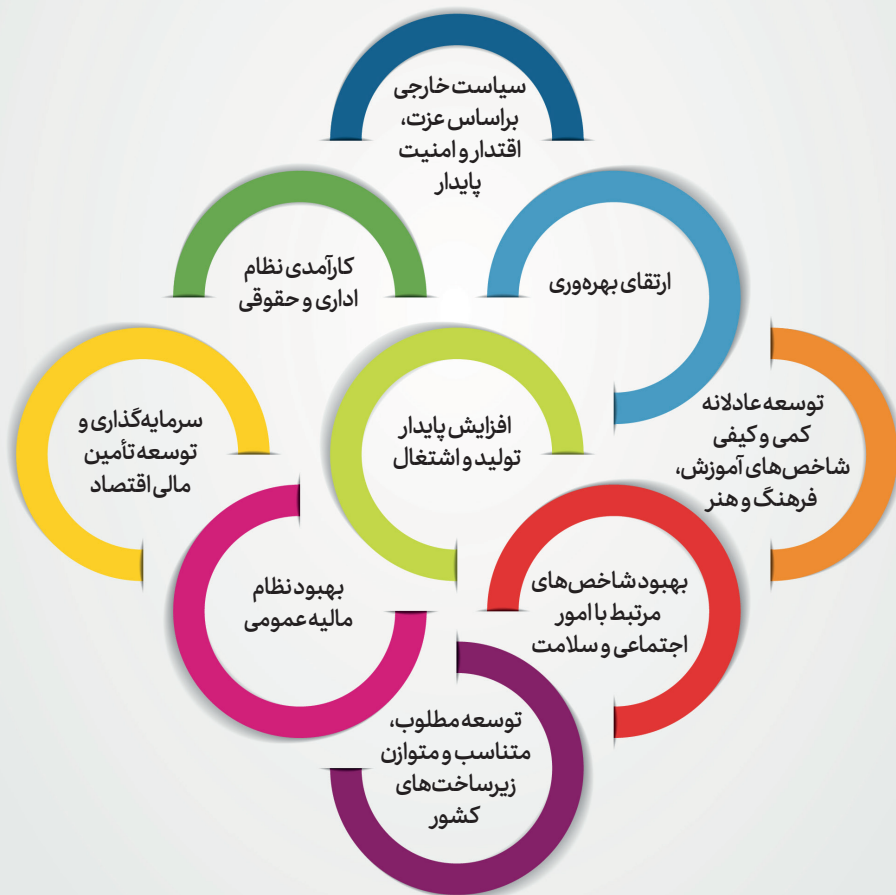 سیاست خارجی
براساس عزت،
اقتدار و امنیت
پایدار
ارتقای بهره‌وری
کارآمدی نظام
اداری و حقوقی
توسعه عادلانه
کمی و کیفی
شاخص‌های آموزش،
فرهنگ و هنر
افزایش پایدار
تولید و اشتغال
سرمایه‌گذاری و
توسعه تأمین
مالی اقتصاد
بهبود شاخص‌های
مرتبط با امور
اجتماعی و سلامت
بهبود نظام
مالیه عمومی
توسعه مطلوب،
متناسب و متوازن
زیرساخت‌های
کشور